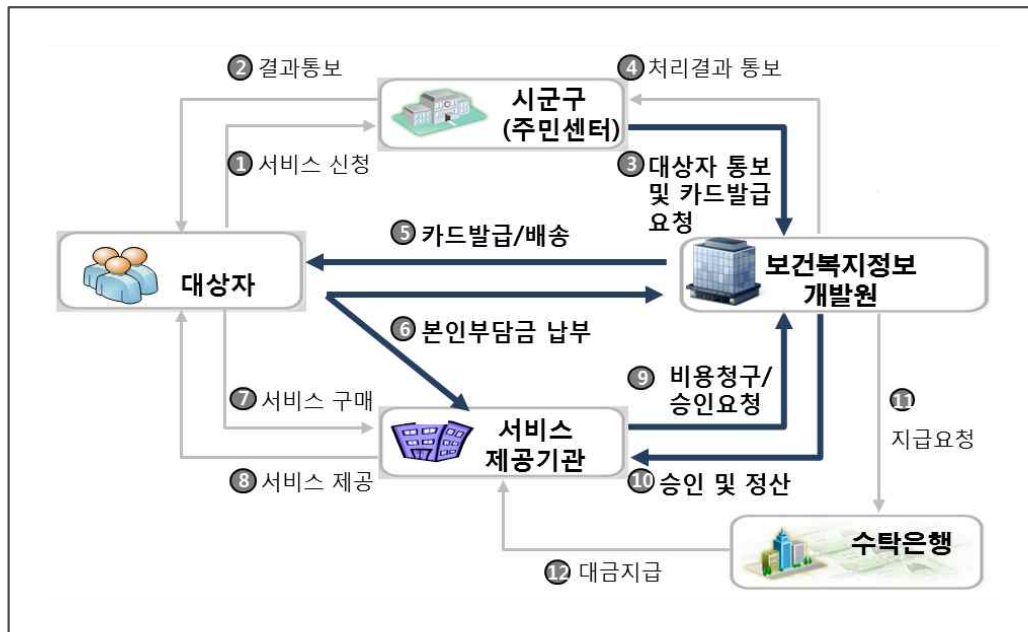 ② 결과통보
④ 처리결과 통보
시군구
(주민센터)
① 서비스 신청
③ 대상자 통보
및 카드발급
요청
⑤ 카드발급/배송
대상자
보건복지정보
개발원
⑥ 본인부담금 납부
⑦ 서비스 구매
⑨ 비용청구/
승인요청
⑪
지급요청
서비스
제공기관
⑧ 서비스 제공
⑩ 승인 및 정산
수탁은행
⑫ 대금지급